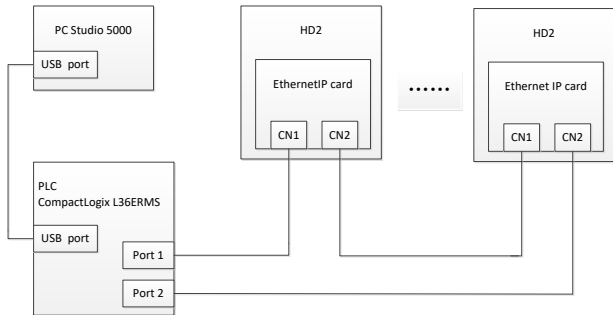 PC Studio 5000
USB port
HD2
EthernetIP card
CN1
CN2
......
HD2
Ethernet IP card
CN1
CN2
PLC
CompactLogix L36ERMS
USB port
Port 1
Port 2